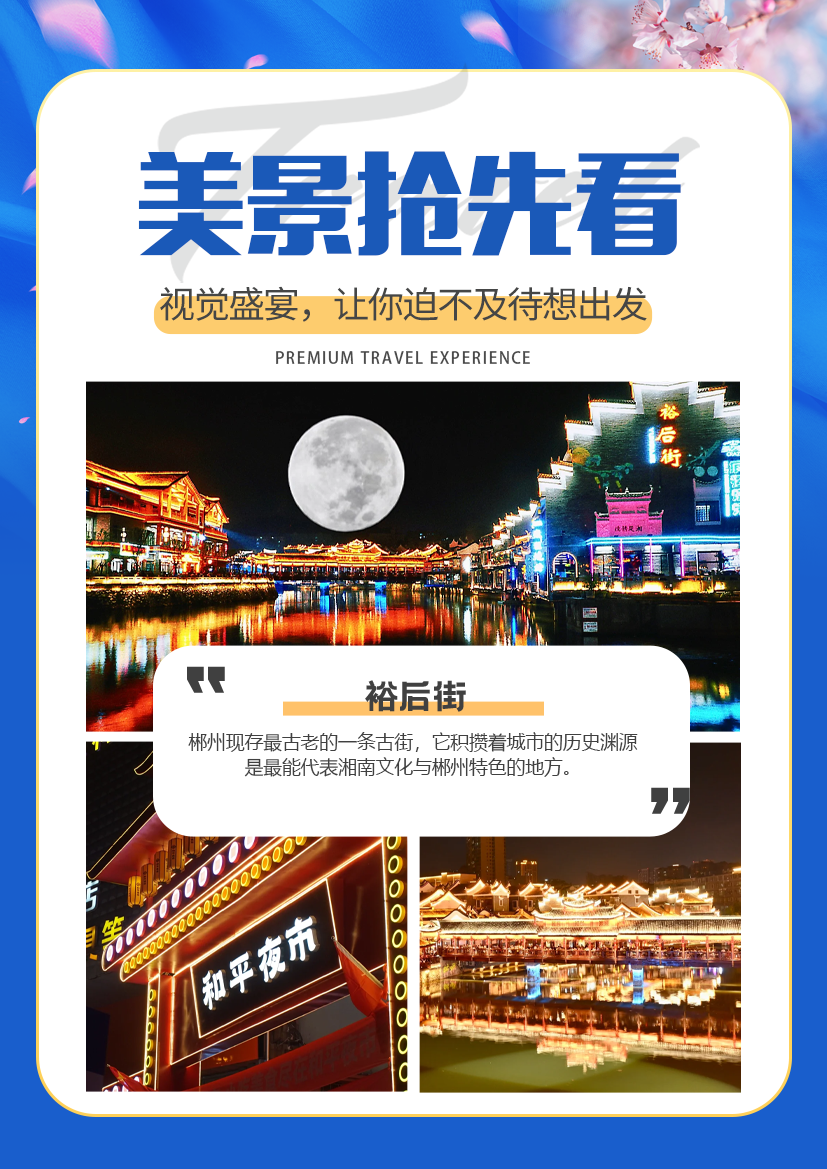 Travel
美景抢先看
视觉盛宴，让你迫不及待想出发
PREMIUM TRAVEL EXPERIENCE
裕后街
裕后街
郴州现存最古老的一条古街，它积攒着城市的历史渊源
是最能代表湘南文化与郴州特色的地方。
店
笑
和平夜市